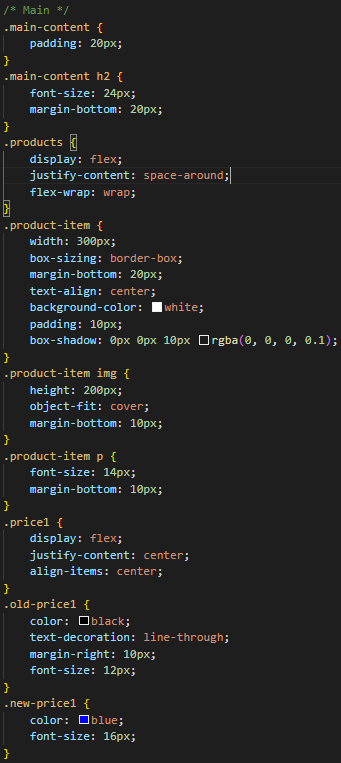 /* Main */
.main-content {
    padding: 20px;
}
.main-content h2 {
    font-size: 24px;
    margin-bottom: 20px;
}
.products {
    display: flex;
    justify-content: space-around;
    flex-wrap: wrap;
}
.product-item {
    width: 300px;
    box-sizing: border-box;
    margin-bottom: 20px;
    text-align: center;
    background-color: white;
    padding: 10px;
    box-shadow: 0px 0px 10px rgba(0, 0, 0, 0.1);
}
.product-item img {
    height: 200px;
    object-fit: cover;
    margin-bottom: 10px;
}
.product-item p {
    font-size: 14px;
    margin-bottom: 10px;
}
.price1 {
    display: flex;
    justify-content: center;
    align-items: center;
}
.old-price1 {
    color: black;
    text-decoration: line-through;
    margin-right: 10px;
    font-size: 12px;
}
.new-price1 {
    color: blue;
    font-size: 16px;
}